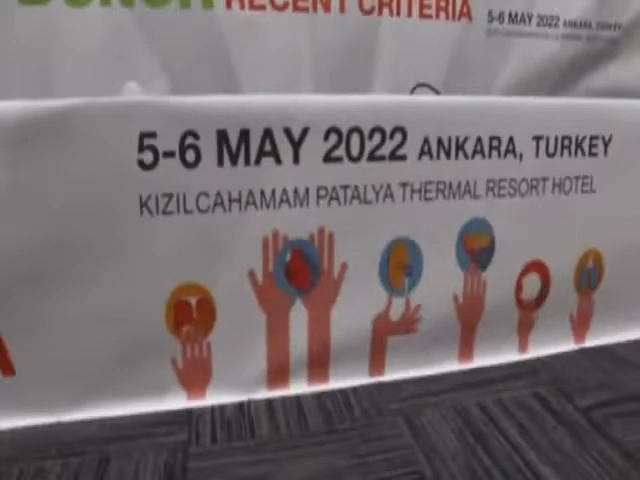 DONOR RECENT CRITERIA
5-6 MAY 2022 ANKARA, TURKEY
5-6 MAY 2022 ANKARA, TURKEY
KIZILCAHAMAM PATALYA THERMAL RESORT HOTEL